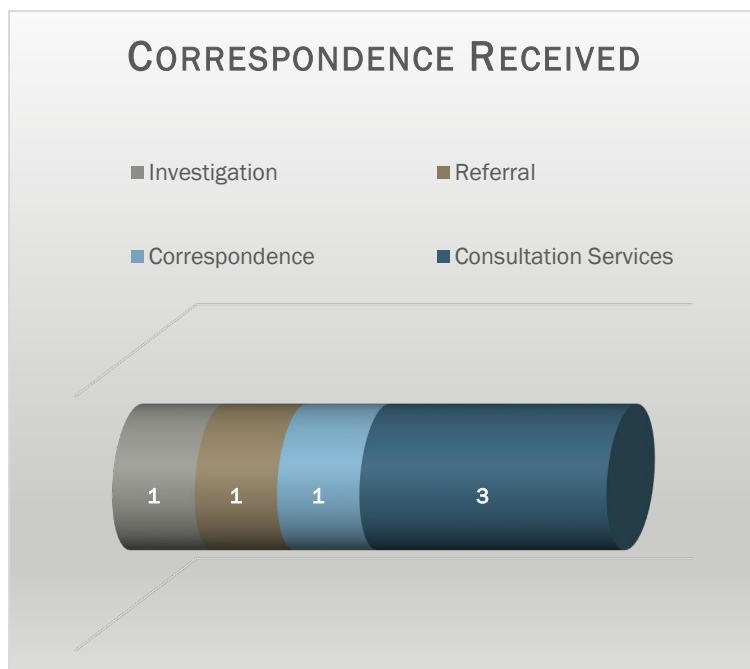 CORRESPONDENCE RECEIVED
Investigation
Referral
Correspondence
Consultation Services
1 1 1 3